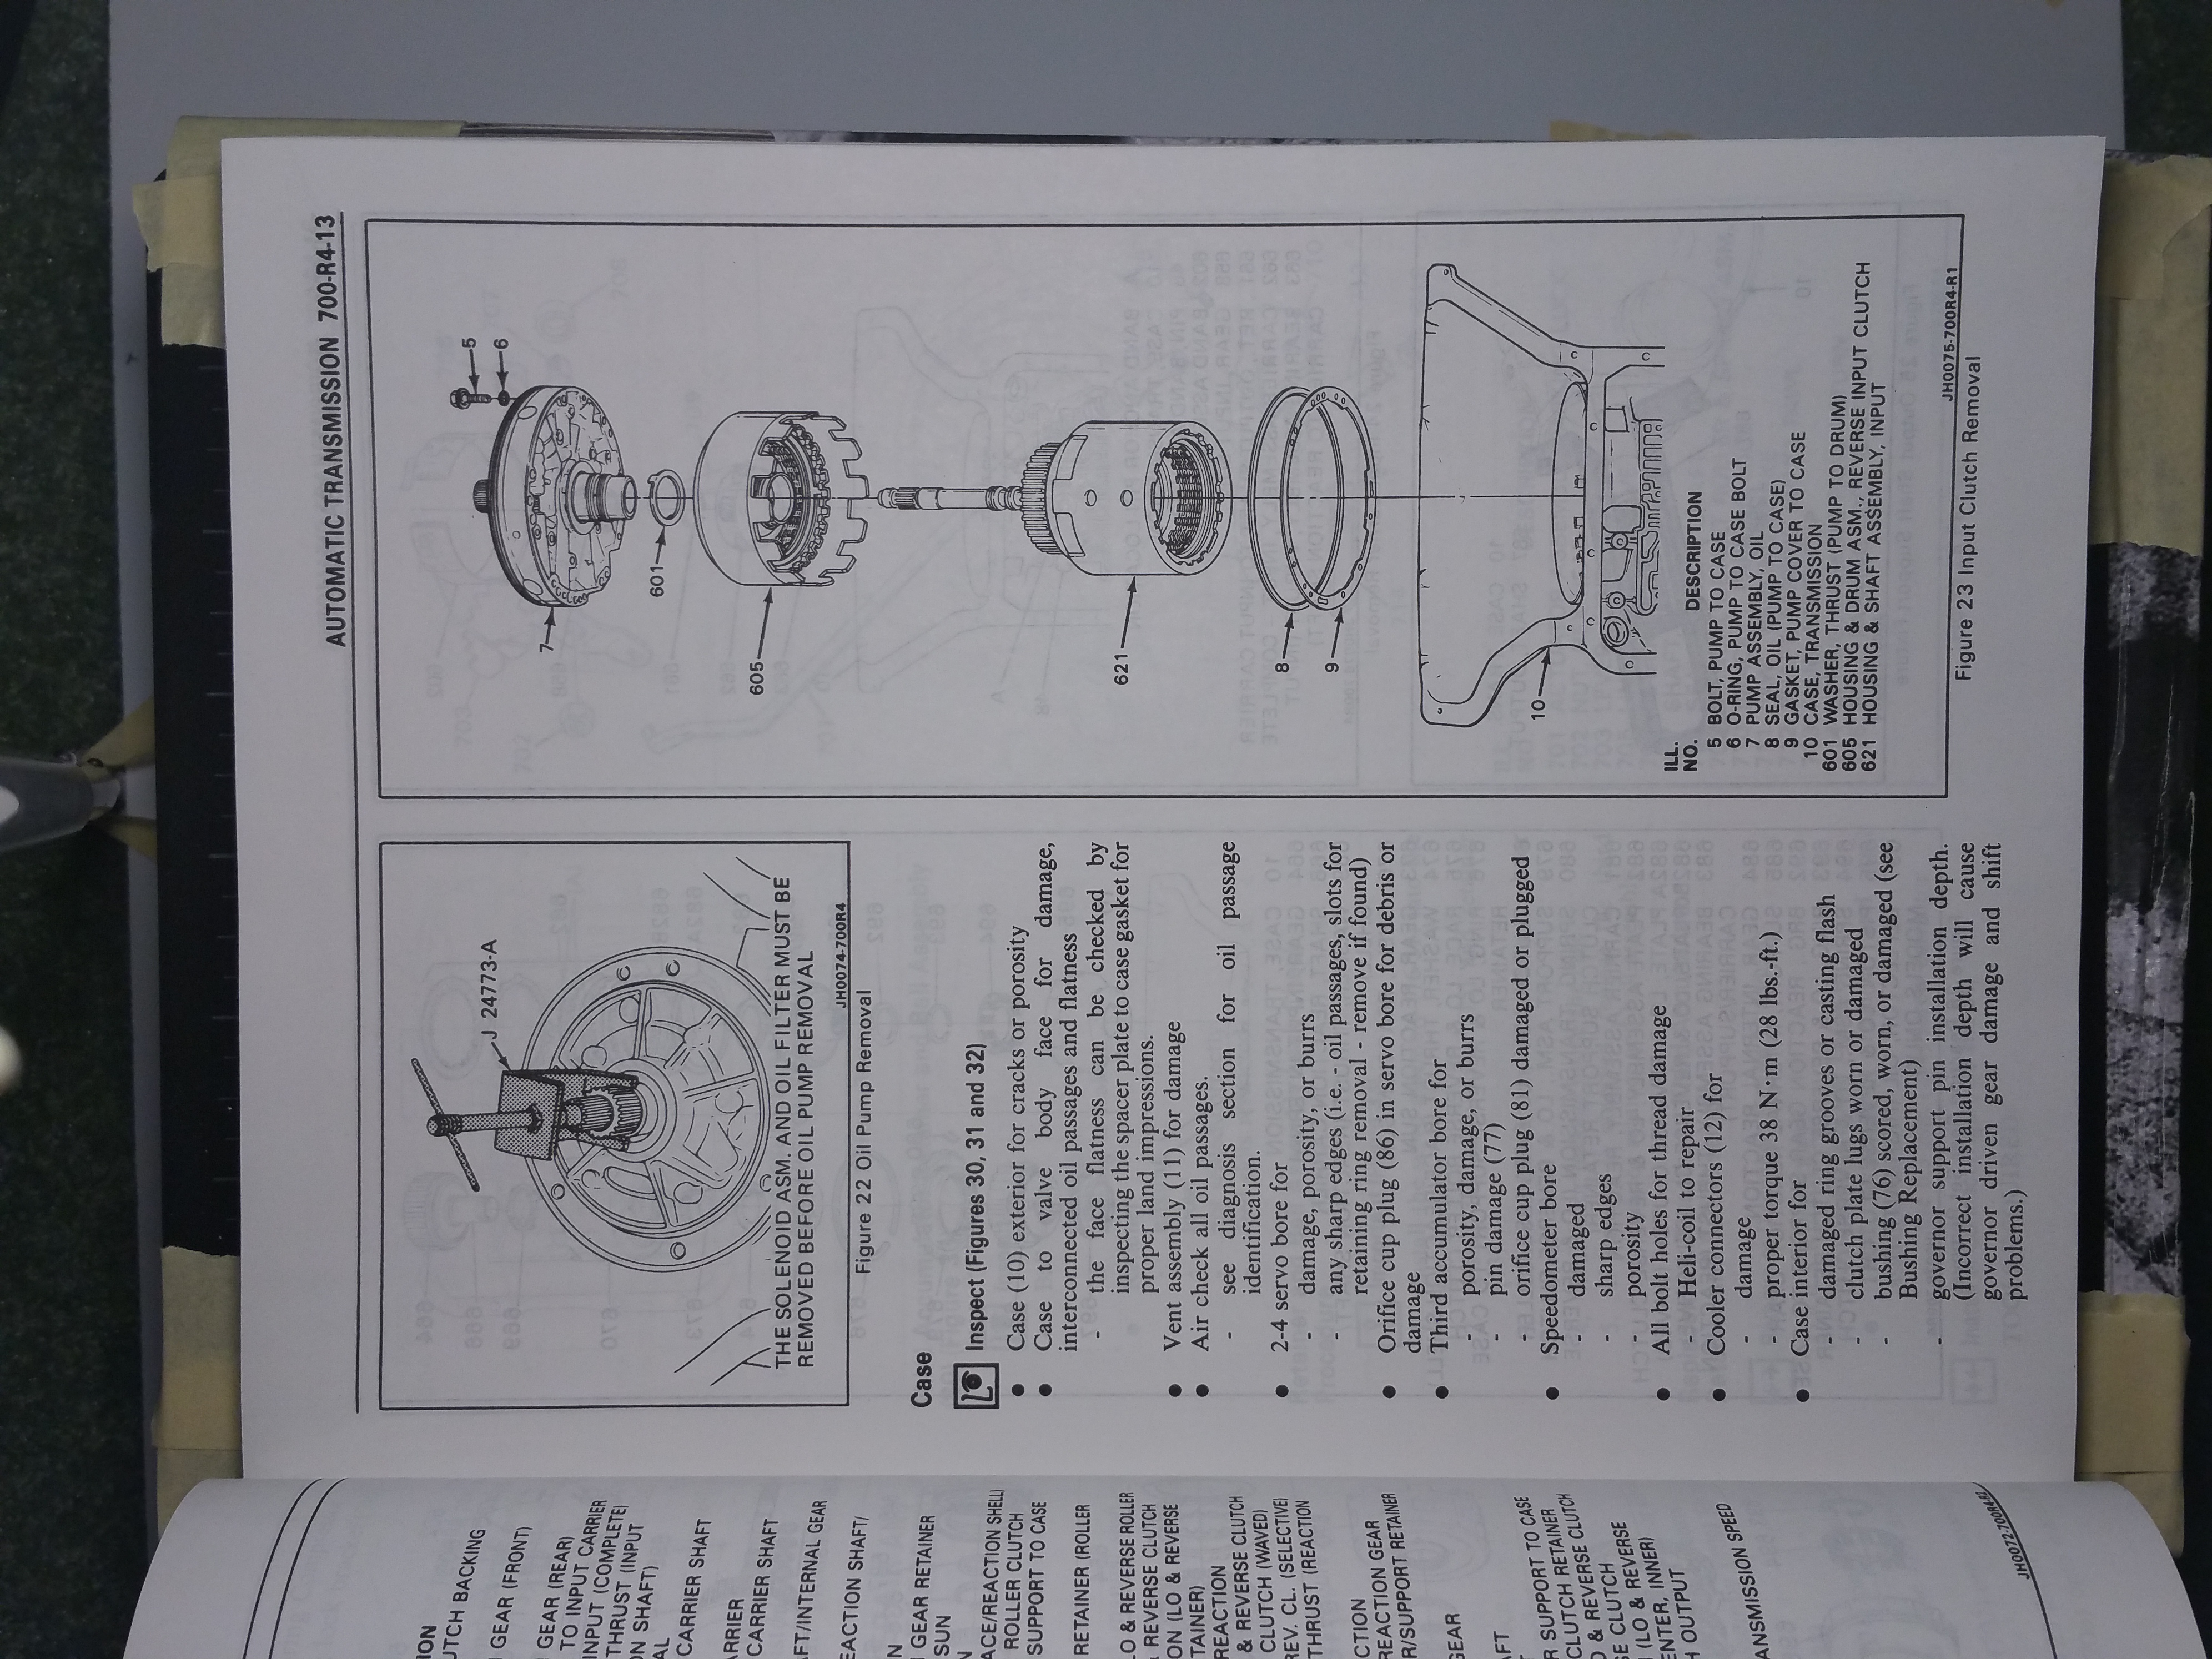 AUTOMATIC TRANSMISSION 700-R4-13
J 24773-A
THE SOLENOID ASM. AND OIL FILTER MUST BE
REMOVED BEFORE OIL PUMP REMOVAL
JH0074-700R4
Figure 22 Oil Pump Removal
Case
Inspect (Figures 30, 31 and 32)
● Case (10) exterior for cracks or porosity
● Case to valve body face for damage,
interconnected oil passages and flatness
- the face flatness can be checked by
inspecting the spacer plate to case gasket for
proper land impressions.
● Vent assembly (11) for damage
● Air check all oil passages.
- see diagnosis section for oil passage
identification.
● 2-4 servo bore for
- damage, porosity, or burrs
- any sharp edges (i.e. - oil passages, slots for
retaining ring removal - remove if found)
● Orifice cup plug (86) in servo bore for debris or
damage
● Third accumulator bore for
- porosity, damage, or burrs
- pin damage (77)
- orifice cup plug (81) damaged or plugged
● Speedometer bore
- damaged
- sharp edges
- porosity
● All bolt holes for thread damage
- Heli-coil to repair
● Cooler connectors (12) for
- damage
- proper torque 38 N·m (28 lbs.-ft.)
● Case interior for
- damaged ring grooves or casting flash
- clutch plate lugs worn or damaged
- bushing (76) scored, worn, or damaged (see
Bushing Replacement)
- governor support pin installation depth.
(Incorrect installation depth will cause
governor driven gear damage and shift
problems.)
5
6
7
601
605
621
8
9
10
ILL.
NO. DESCRIPTION
5 BOLT, PUMP TO CASE
6 O-RING, PUMP TO CASE BOLT
7 PUMP ASSEMBLY, OIL
8 SEAL, OIL (PUMP TO CASE)
9 GASKET, PUMP COVER TO CASE
10 CASE, TRANSMISSION
601 WASHER, THRUST (PUMP TO DRUM)
605 HOUSING & DRUM ASM., REVERSE INPUT CLUTCH
621 HOUSING & SHAFT ASSEMBLY, INPUT
JH0075-700R4-R1
Figure 23 Input Clutch Removal
BACKING
GEAR (FRONT)
GEAR (REAR)
TO INPUT CARRIER
INPUT (COMPLETE)
THRUST (INPUT
SHAFT)
CARRIER SHAFT
CARRIER SHAFT
/INTERNAL GEAR
SHAFT/
GEAR RETAINER
SUN
/REACTION SHELL)
ROLLER CLUTCH
SUPPORT TO CASE
RETAINER (ROLLER
LO & REVERSE ROLLER
REVERSE CLUTCH
(LO & REVERSE
REACTION
& REVERSE CLUTCH
CLUTCH (WAVED)
REV. CL. (SELECTIVE)
THRUST (REACTION
REACTION GEAR
/SUPPORT RETAINER
GEAR
SUPPORT TO CASE
CLUTCH RETAINER
& REVERSE CLUTCH
CLUTCH
(LO & REVERSE
INNER)
OUTPUT
SPEED
JH0072-700R4-R2